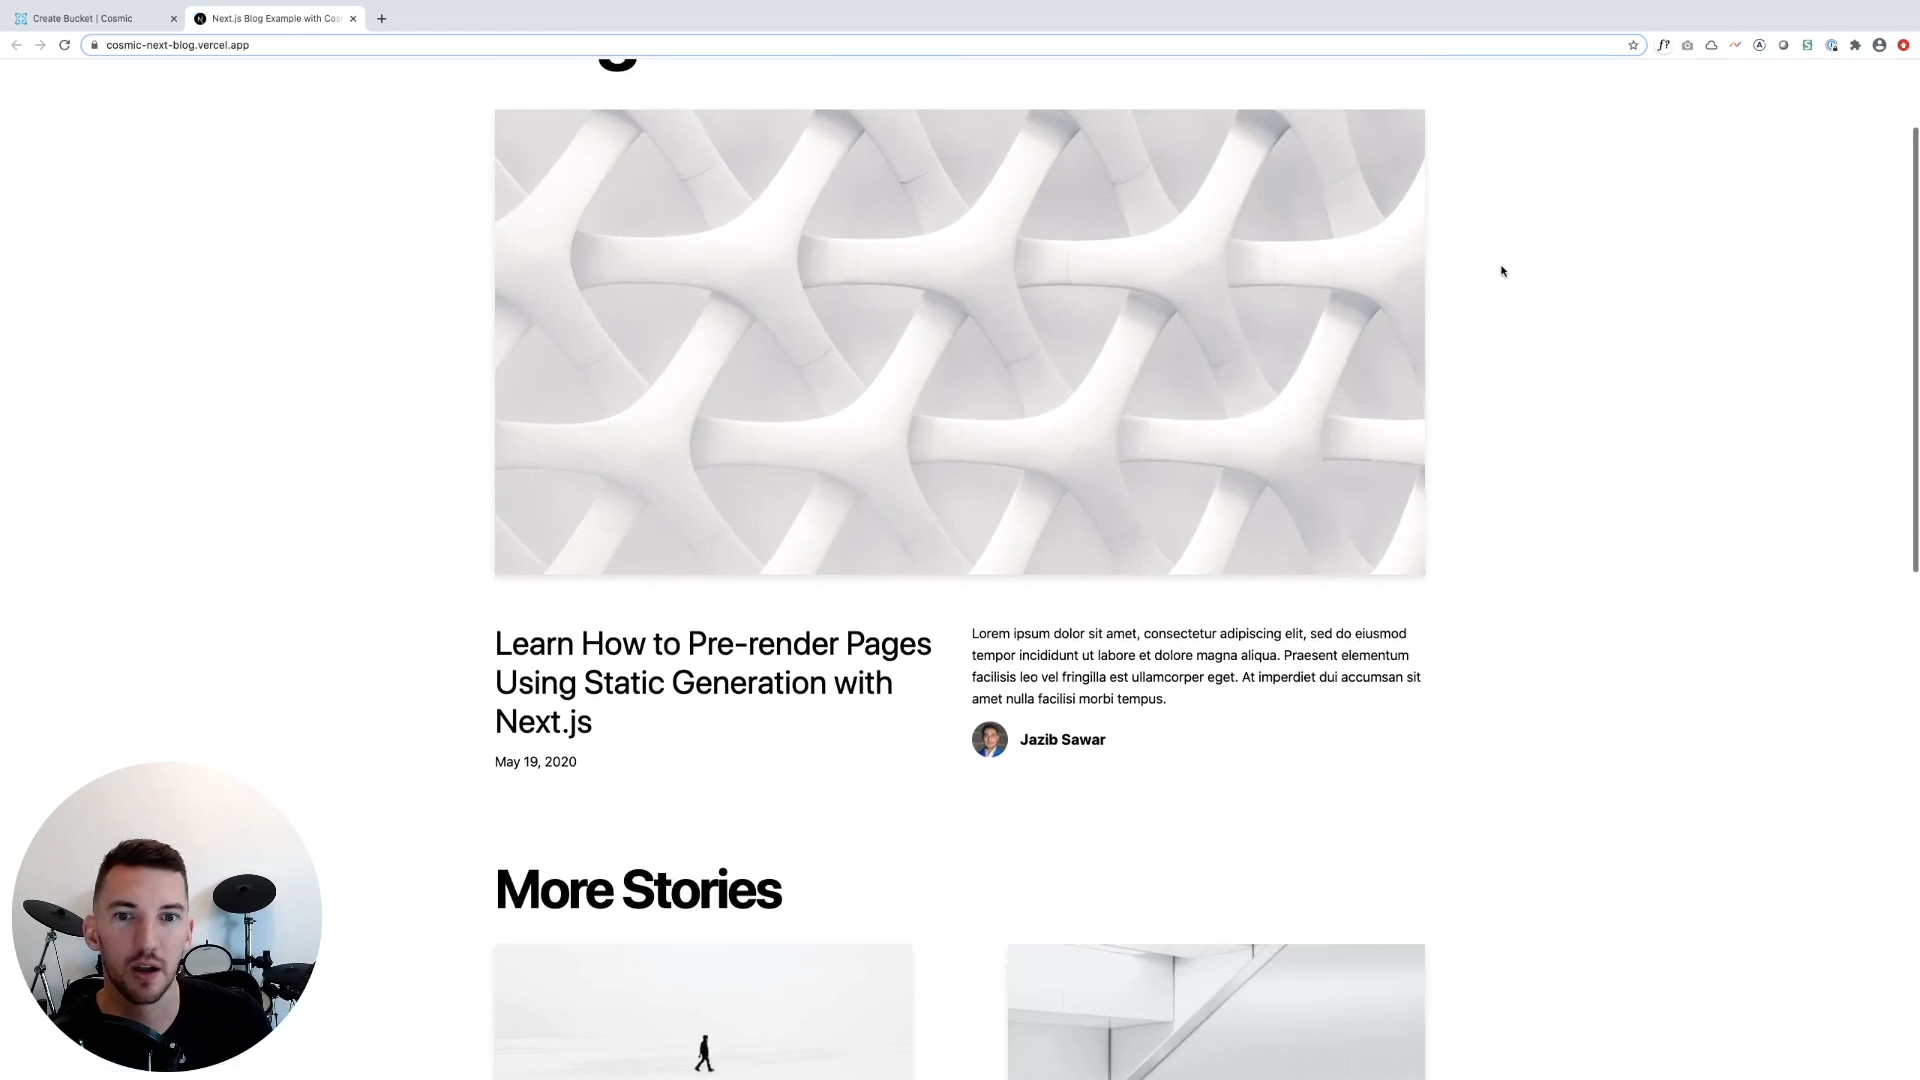 Create Bucket | Cosmic
Next.js Blog Example with Cos
cosmic-next-blog.vercel.app
Learn How to Pre-render Pages
Using Static Generation with
Next.js
May 19, 2020
Lorem ipsum dolor sit amet, consectetur adipiscing elit, sed do eiusmod
tempor incididunt ut labore et dolore magna aliqua. Praesent elementum
facilisis leo vel fringilla est ullamcorper eget. At imperdiet dui accumsan sit
amet nulla facilisi morbi tempus.
Jazib Sawar
More Stories